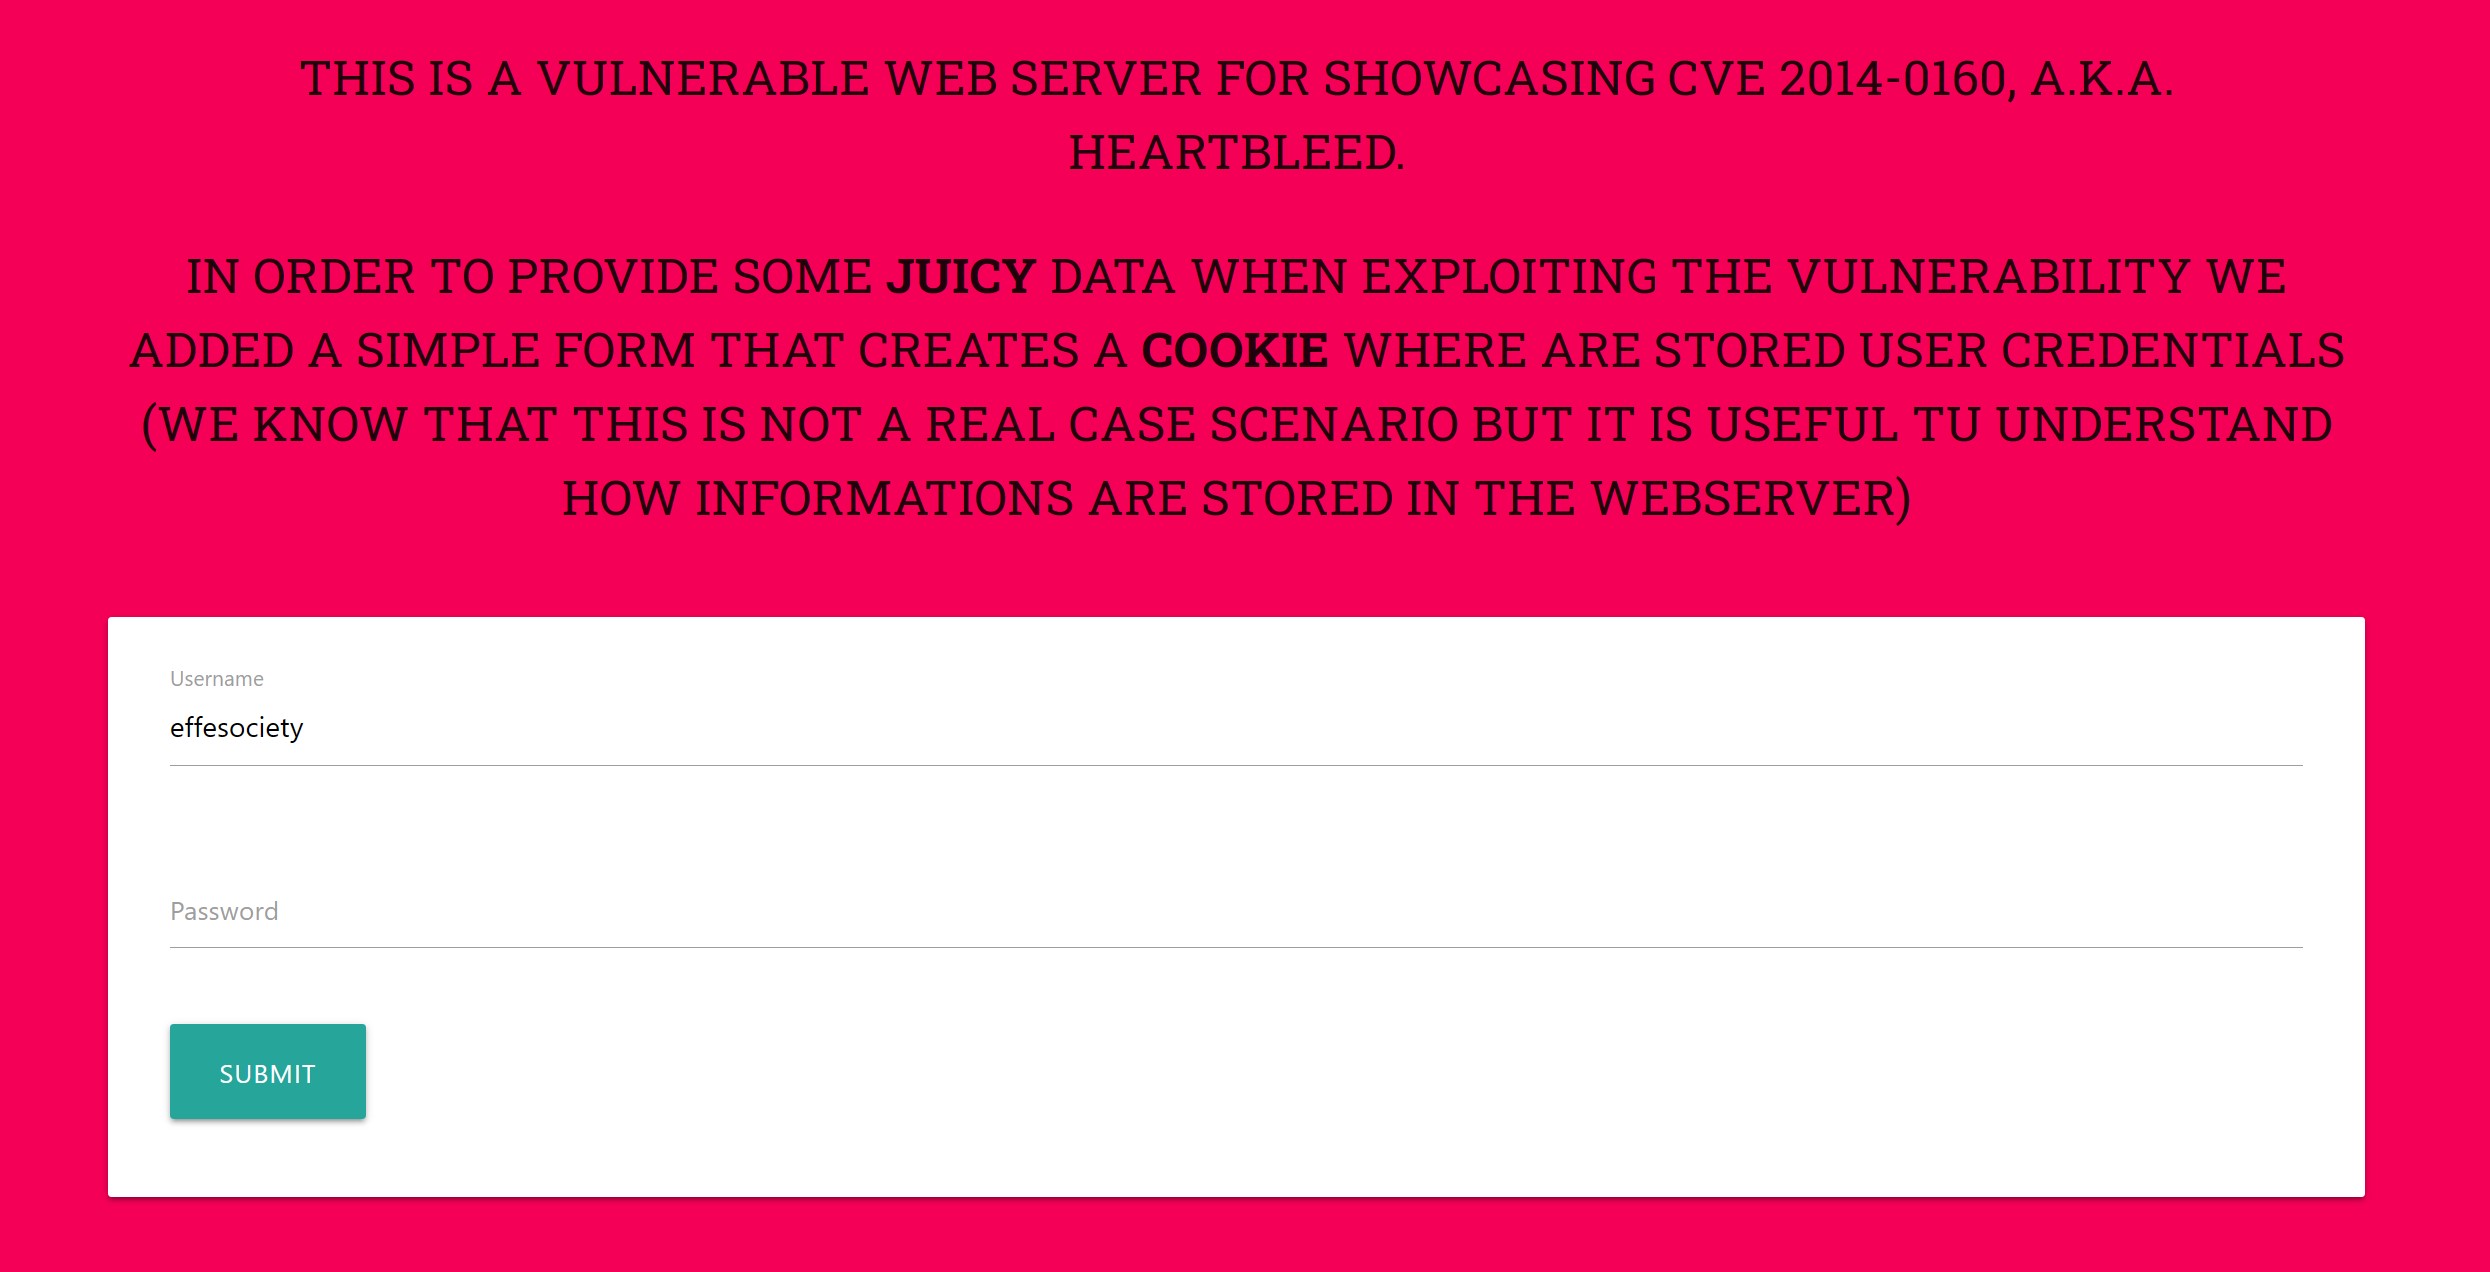 THIS IS A VULNERABLE WEB SERVER FOR SHOWCASING CVE 2014-0160, A.K.A.
HEARTBLEED.
IN ORDER TO PROVIDE SOME JUICY DATA WHEN EXPLOITING THE VULNERABILITY WE
ADDED A SIMPLE FORM THAT CREATES A COOKIE WHERE ARE STORED USER CREDENTIALS
(WE KNOW THAT THIS IS NOT A REAL CASE SCENARIO BUT IT IS USEFUL TU UNDERSTAND
HOW INFORMATIONS ARE STORED IN THE WEBSERVER)
Username
effesociety
Password
SUBMIT